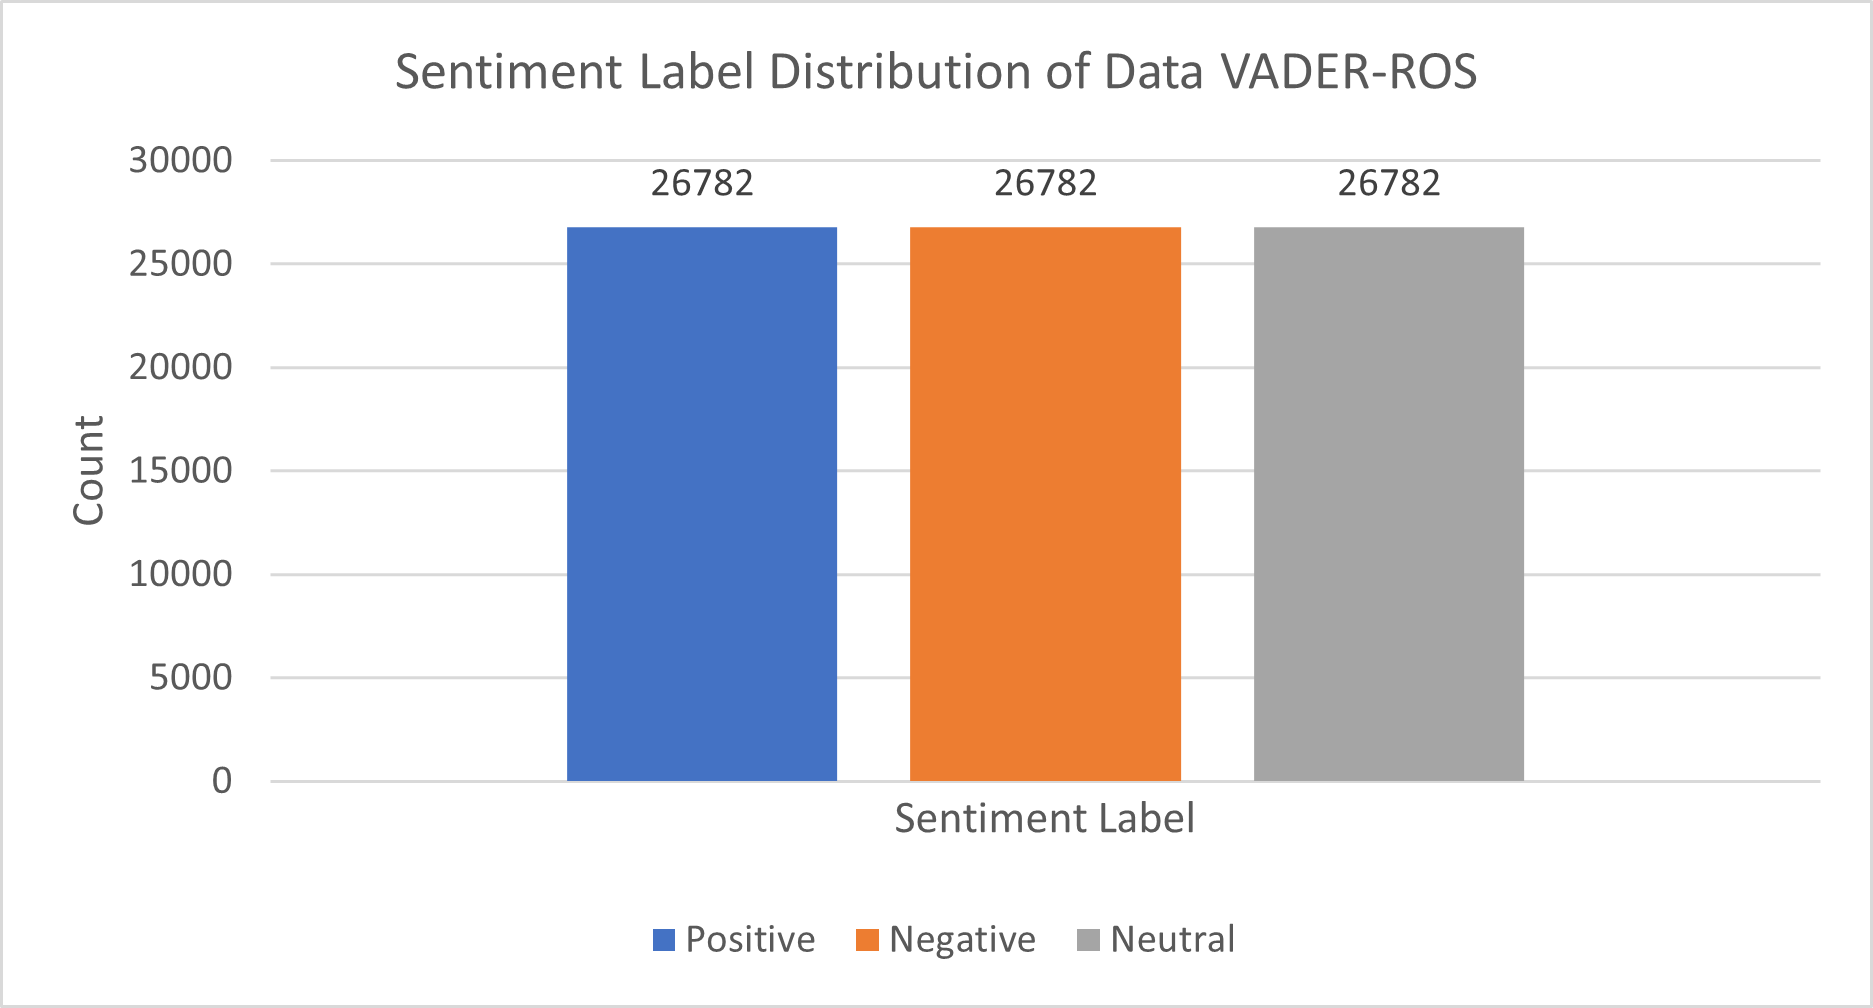 Sentiment Label Distribution of Data VADER-ROS
30000
26782 26782 26782
25000
20000
15000
10000
5000
0
Count
Sentiment Label
Positive Negative Neutral